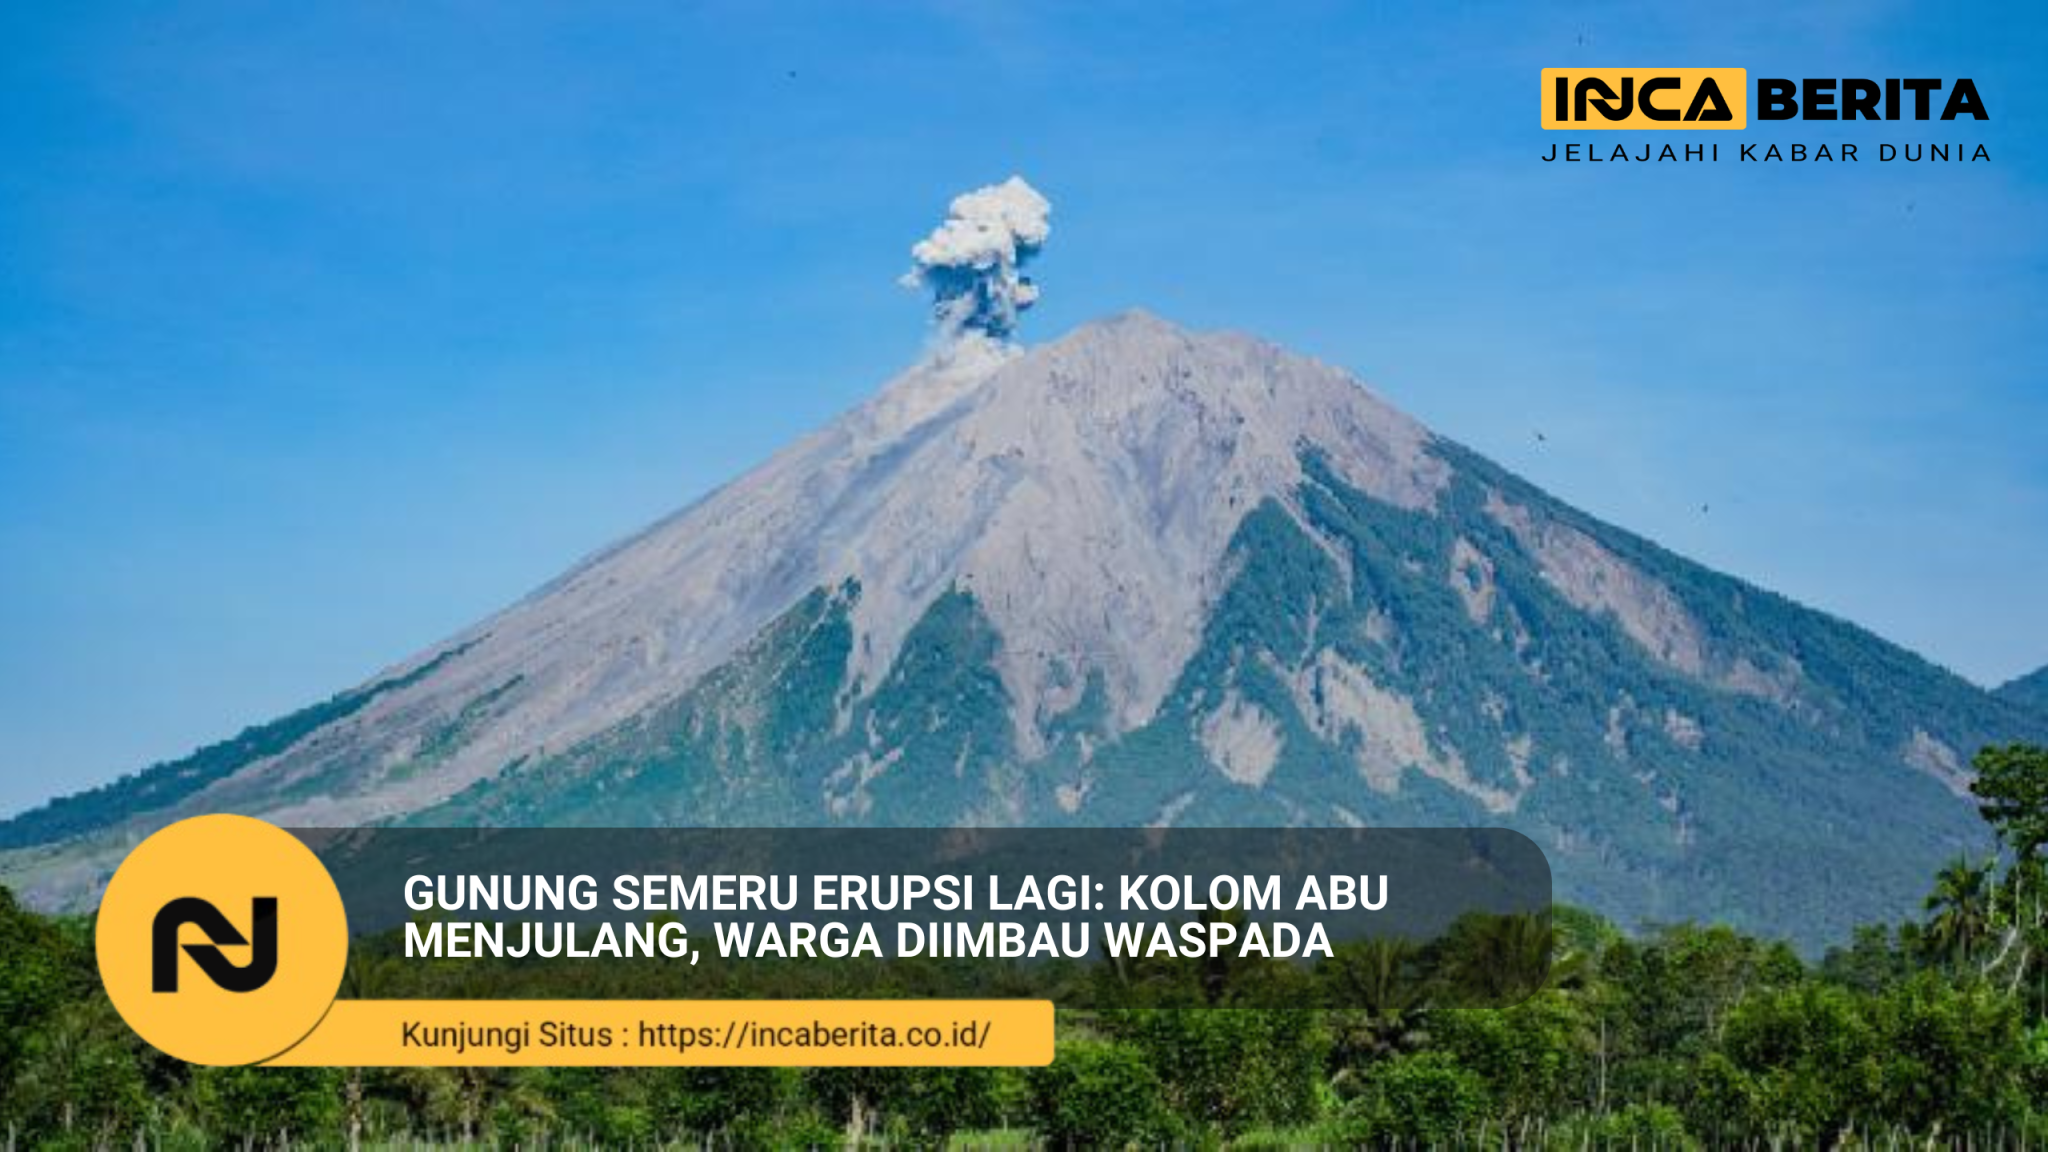 INCA BERITA
JELAJAHI KABAR DUNIA
GUNUNG SEMERU ERUPSI LAGI: KOLOM ABU
MENJULANG, WARGA DIIMBAU WASPADA
Kunjungi Situs : https://incaberita.co.id/